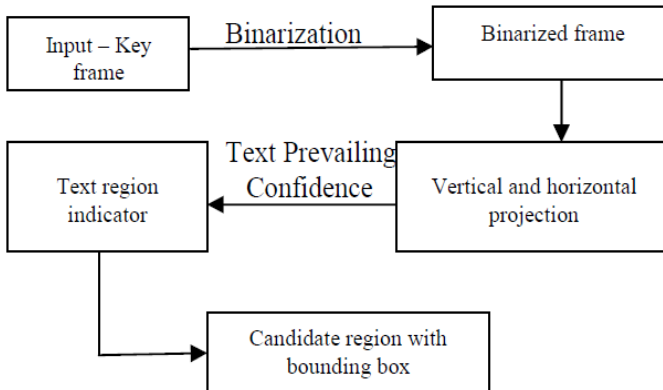 Input – Key
frame
Binarization
Binarized frame
Text Prevailing
Confidence
Text region
indicator
Vertical and horizontal
projection
Candidate region with
bounding box